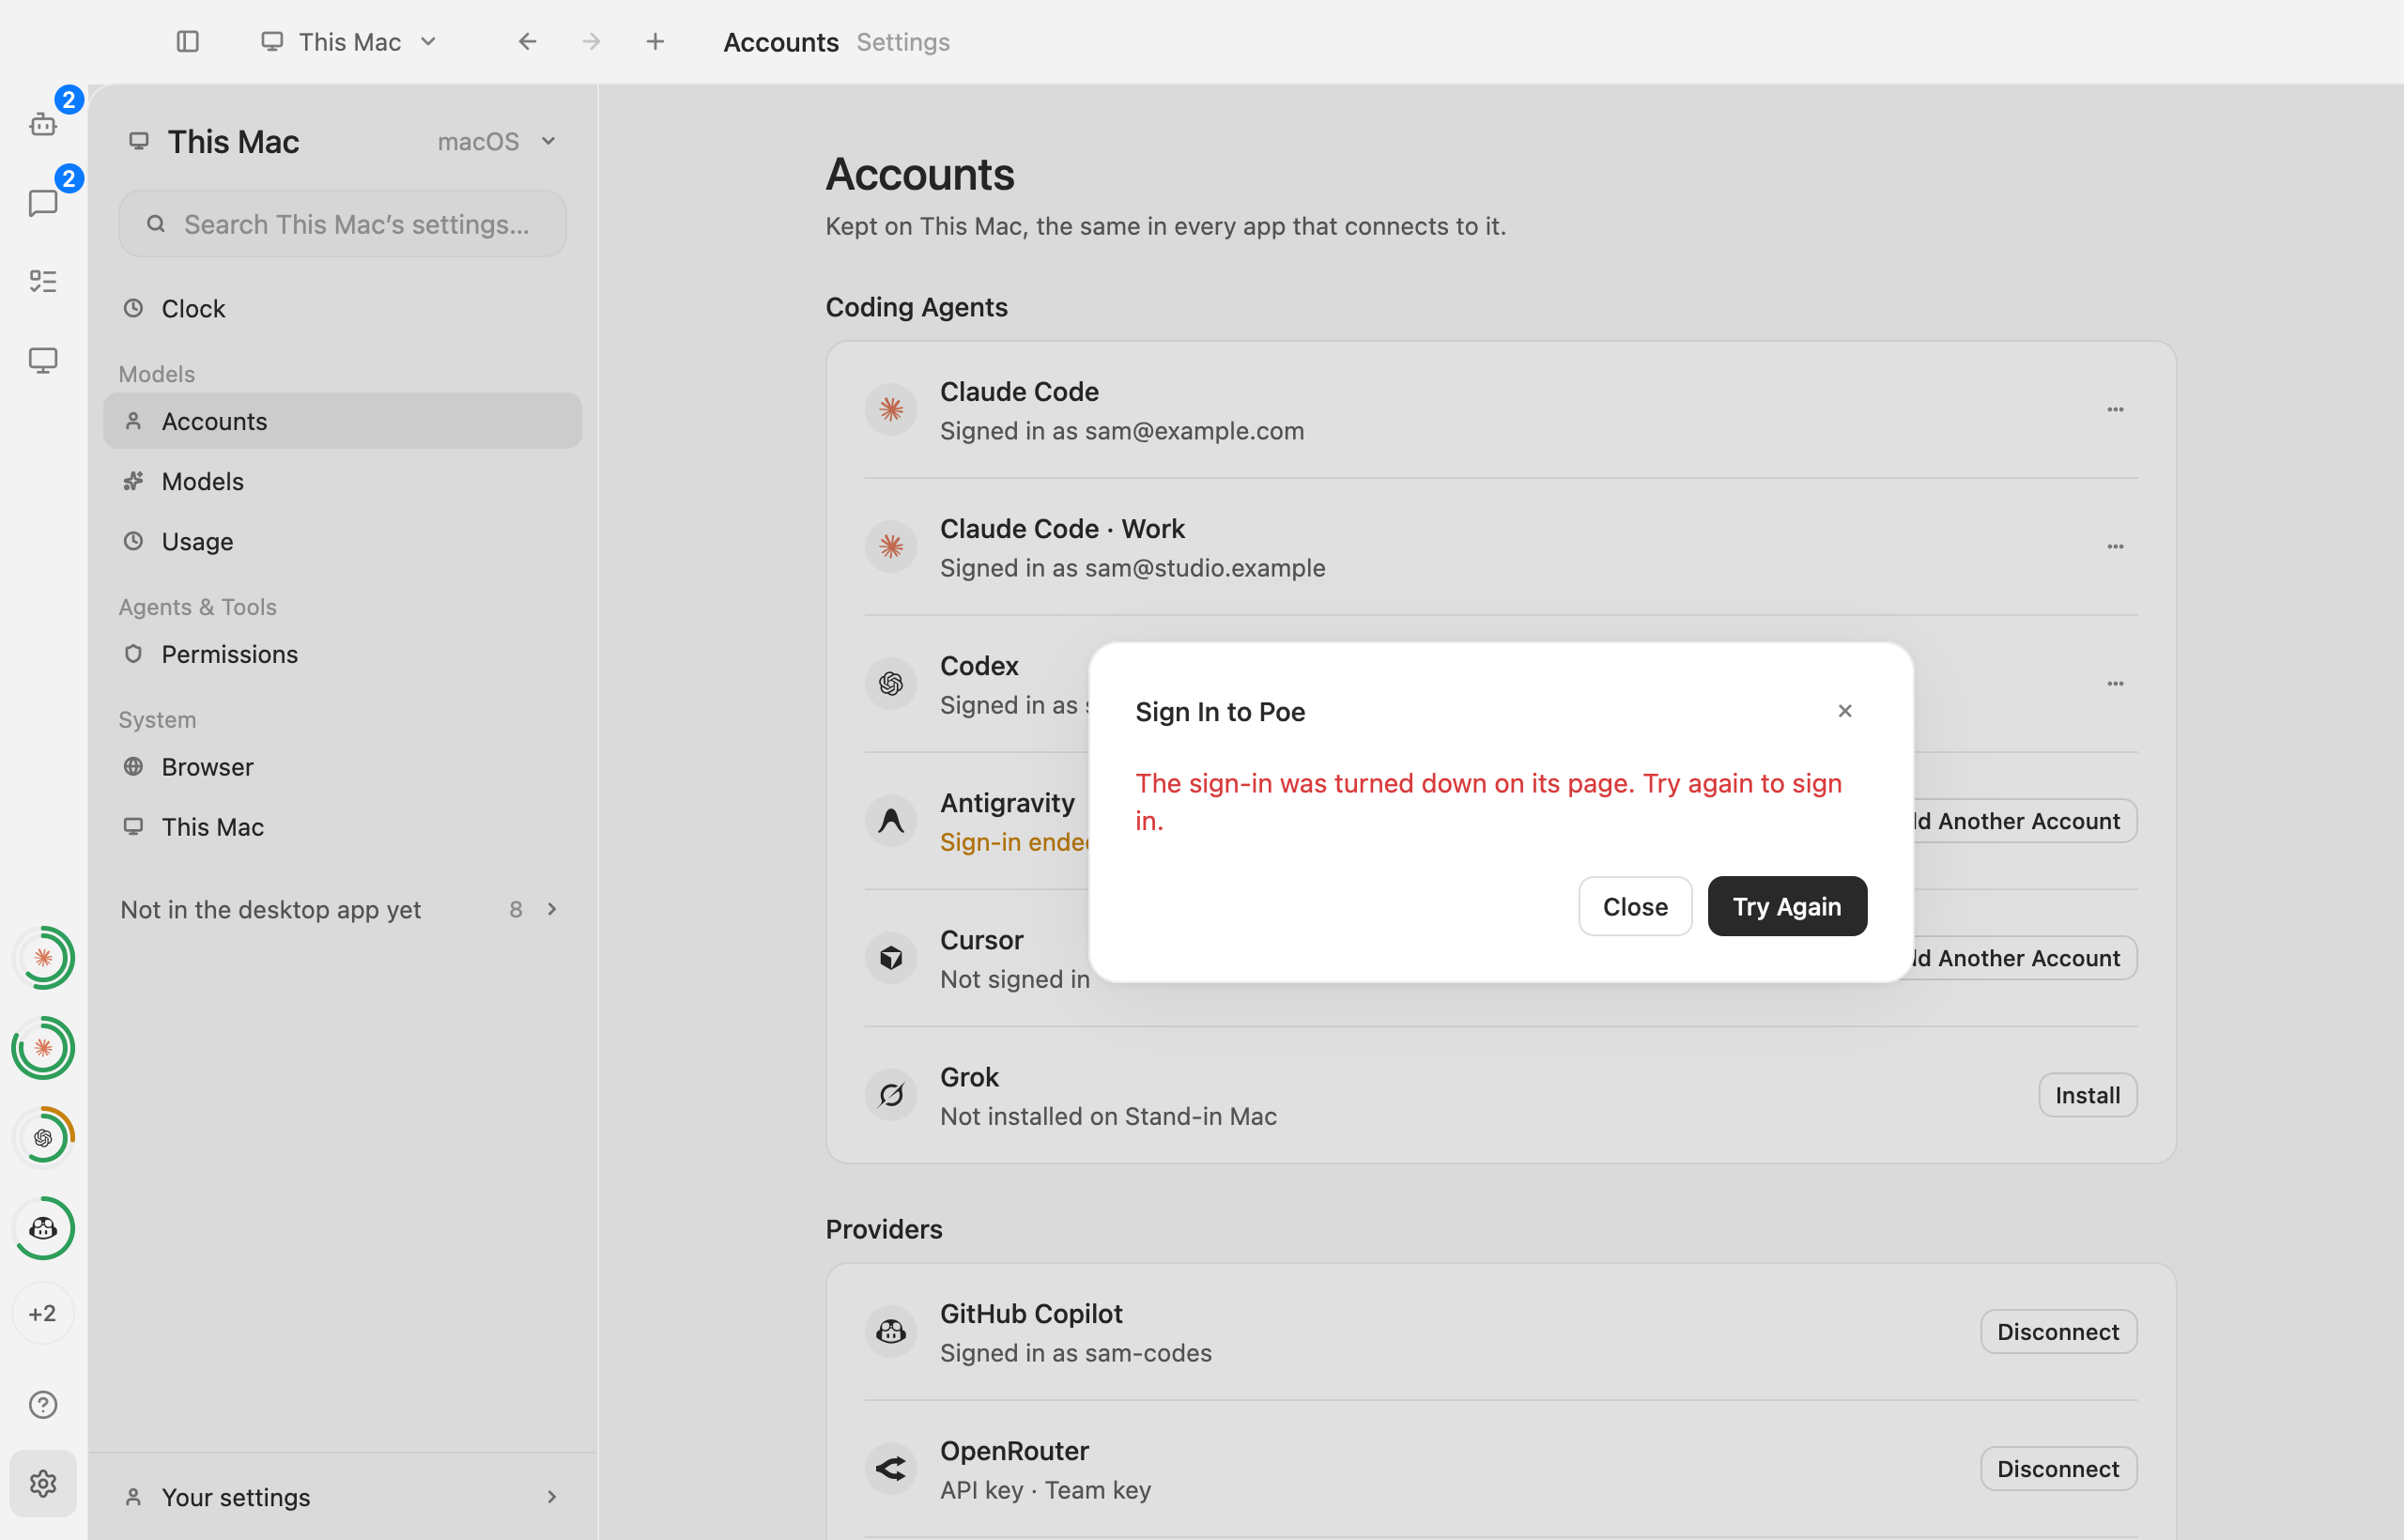 This Mac
Accounts Settings
2
2
This Mac macOS
Search This Mac’s settings...
Clock
Models
Accounts
Models
Usage
Agents & Tools
Permissions
System
Browser
This Mac
Not in the desktop app yet 8
+2
Your settings
Accounts
Kept on This Mac, the same in every app that connects to it.
Coding Agents
Claude Code
Signed in as sam@example.com
Claude Code · Work
Signed in as sam@studio.example
Codex
Signed in as
Antigravity
Sign-in ended
Another Account
Cursor
Not signed in
Another Account
Grok
Not installed on Stand-in Mac
Install
Sign In to Poe
The sign-in was turned down on its page. Try again to sign
in.
Close
Try Again
Providers
GitHub Copilot
Signed in as sam-codes
Disconnect
OpenRouter
API key · Team key
Disconnect